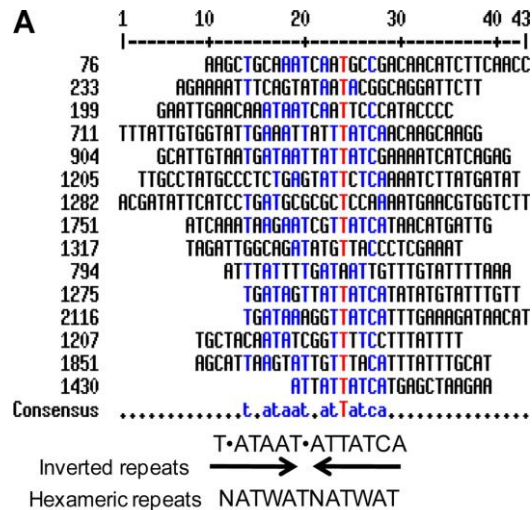 A
1 10 20 30 40 43
|--------+---------+---------+---------+--|
76 AAGCTGCAAATCAATGCCGACAACATCTTCAACC
233 AGAAAATTTCAGTATAATACGGCAGGATTCTT
199 GAATTGAACAAATAATCAATTCCCATACCCC
711 TTTATTGTGGTATTGAAATTATTTATCAACAAGCAAGG
904 GCATTGTAATGATAATTATTATCGAAAATCATCAGAG
1205 TTGCCTATGCCCTCTGAGTATTCTCAAAATCTTATGATAT
1282 ACGATATTCATCCTGATGCGCGCTCCAAAATGAACGTGGTCTT
1751 ATCAAATAAGAATCGTTATCATAACATGATTG
1317 TAGATTGGCAGATATGTTACCCTCGAAAT
794 ATTTATTTTGATAATTGTTTGTATTTTAAA
1275 TGATAGTTATTATCATATATGTATTTGTT
2116 TGATAAAGGTTATCATTTGAAAGATAACAT
1207 TGCTACAATATCGGTTTTCCTTTATTTT
1851 AGCATTAAGTATTGTTACATTTATTTGCAT
1430 ATTATTATCATGAGCTAAGAA
Consensus ..............t.ataat.atTatca..............
T•ATAAT•ATTATCA
Inverted repeats
Hexameric repeats NATWATNATWAT